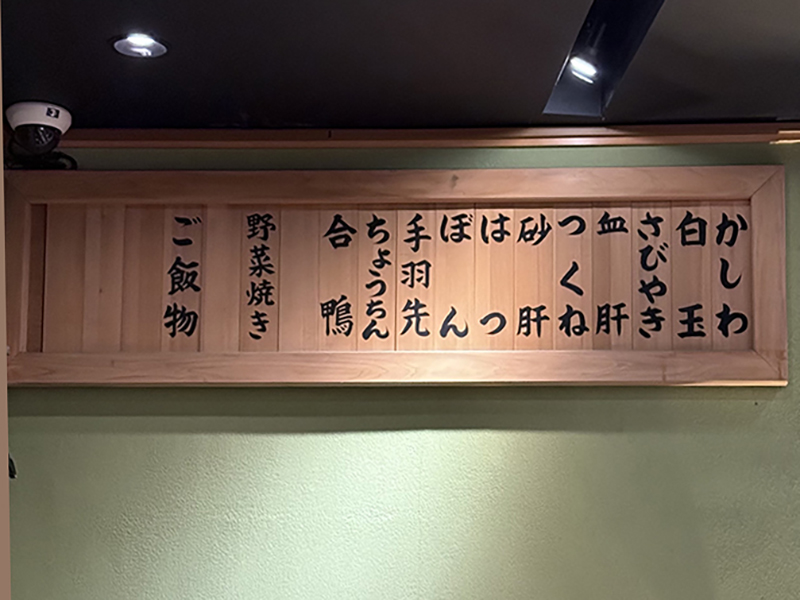 かしわ
白玉
さびやき
血肝
つくね
砂肝
はつ
ぼん
手羽先
ちょうちん
合鴨
野菜焼き
ご飯物